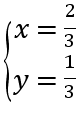 x = 2/3
y = 1/3